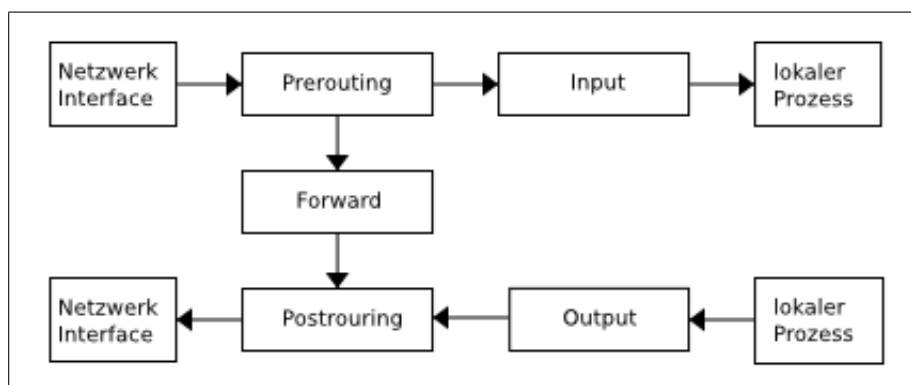 Netzwerk
Interface
Prerouting
Input
lokaler
Prozess
Forward
Netzwerk
Interface
Postrouring
Output
lokaler
Prozess